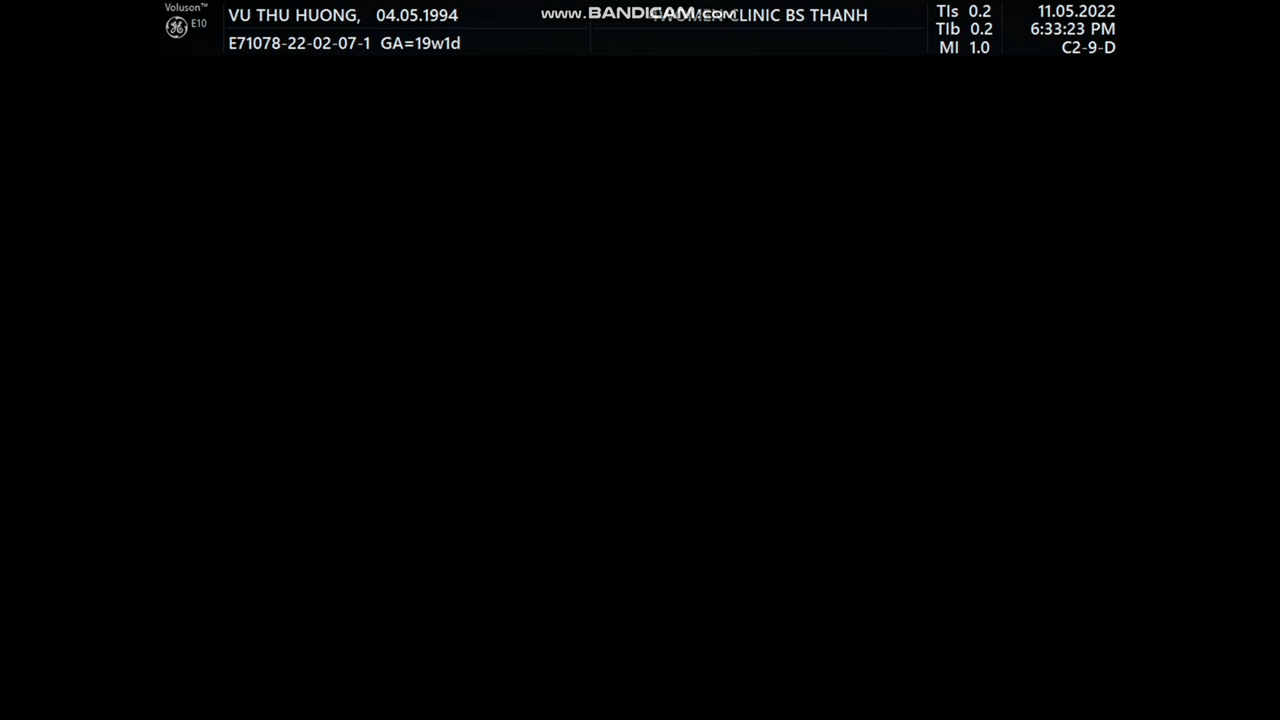 Voluson™
E10
VU THU HUONG, 04.05.1994
E71078-22-02-07-1 GA=19w1d
www.BANDICAM.com
CLINIC BS THANH
TIs 0.2
TIb 0.2
MI 1.0
11.05.2022
6:33:23 PM
C2-9-D